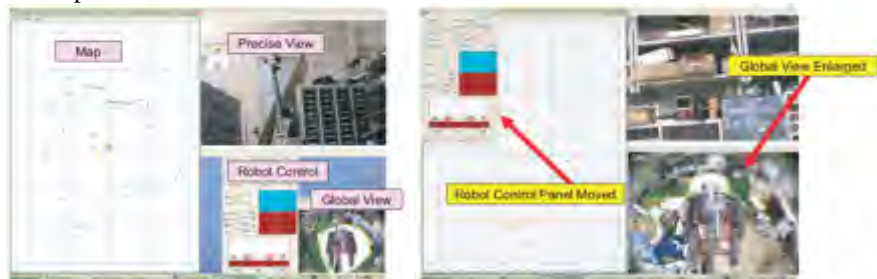 Map
Precise View
Robot Control
Global View
Global View Enlarged
Robot Control Panel Moved